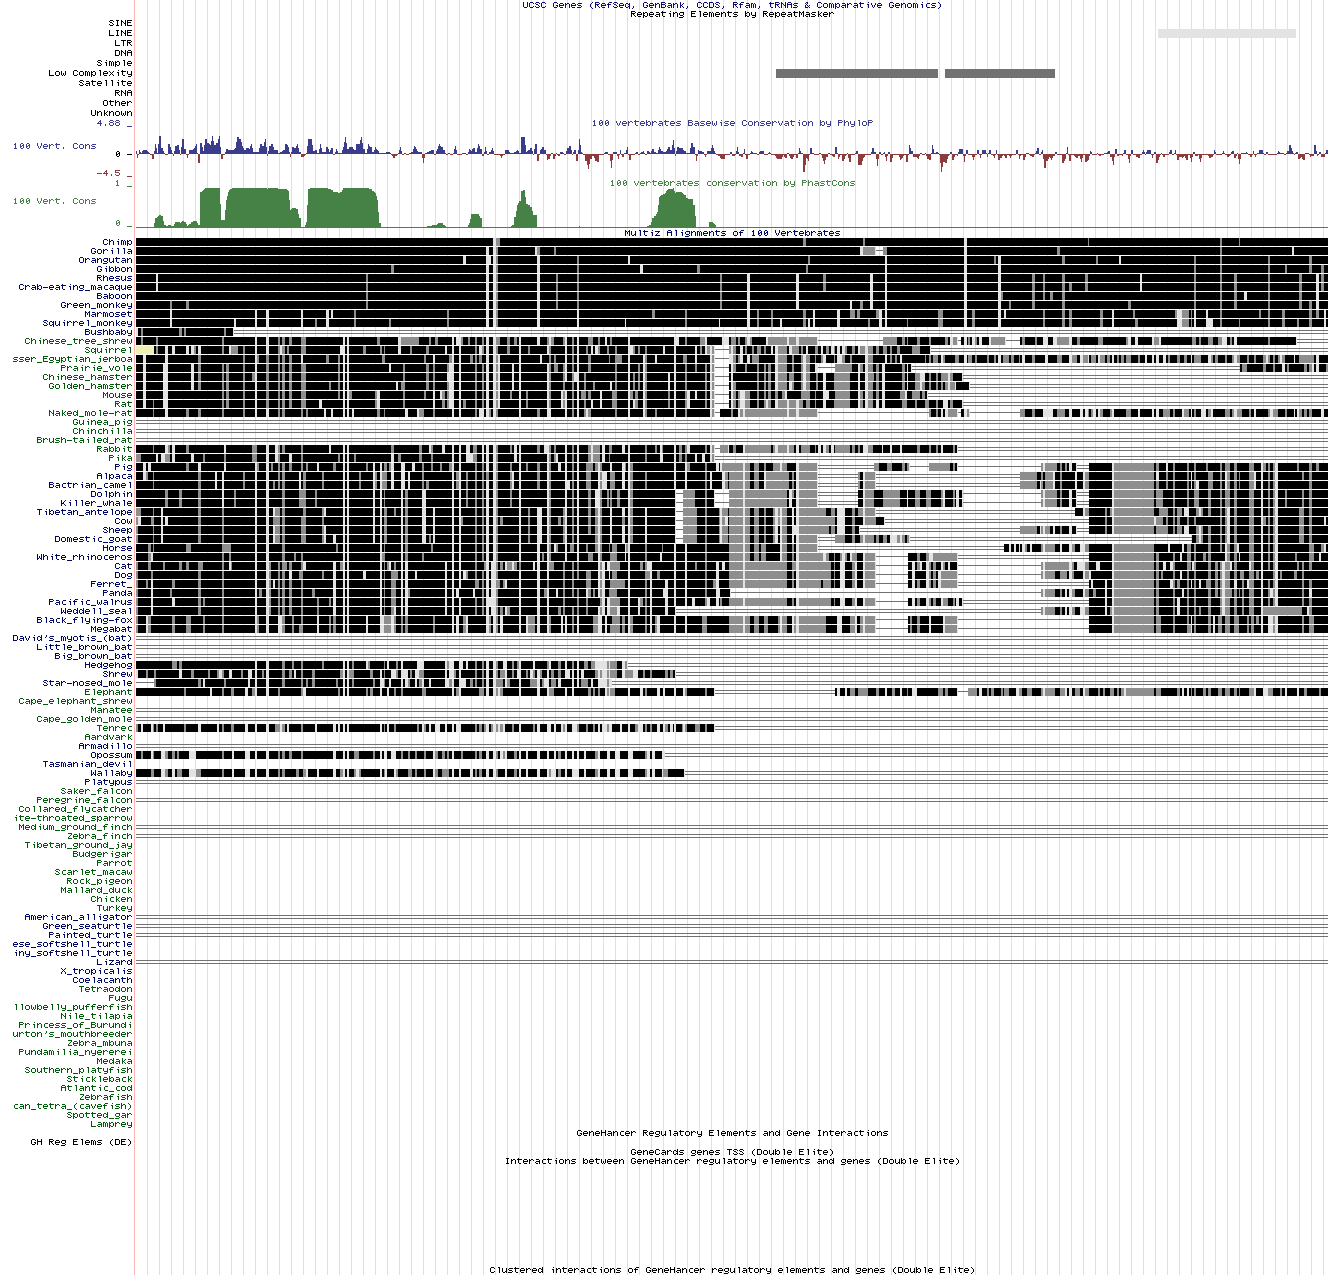 UCSC Genes (RefSeq, GenBank, CCDS, Rfam, tRNAs & Comparative Genomics)
Repeating Elements by RepeatMasker
SINE
LINE
LTR
DNA
Simple
Low Complexity
Satellite
RNA
Other
Unknown
4.88 _
100 vertebrates Basewise Conservation by PhyloP
100 Vert. Cons
0 -
-4.5 _
1 _
100 vertebrates conservation by PhastCons
100 Vert. Cons
0 _
Multiz Alignments of 100 Vertebrates
Chimp
Gorilla
Orangutan
Gibbon
Rhesus
Crab-eating_macaque
Baboon
Green_monkey
Marmoset
Squirrel_monkey
Bushbaby
Chinese_tree_shrew
Squirrel
sser_Egyptian_jerboa
Prairie_vole
Chinese_hamster
Golden_hamster
Mouse
Rat
Naked_mole-rat
Guinea_pig
Chinchilla
Brush-tailed_rat
Rabbit
Pika
Pig
Alpaca
Bactrian_camel
Dolphin
Killer_whale
Tibetan_antelope
Cow
Sheep
Domestic_goat
Horse
White_rhinoceros
Cat
Dog
Ferret_
Panda
Pacific_walrus
Weddell_seal
Black_flying-fox
Megabat
David's_myotis_(bat)
Little_brown_bat
Big_brown_bat
Hedgehog
Shrew
Star-nosed_mole
Elephant
Cape_elephant_shrew
Manatee
Cape_golden_mole
Tenrec
Aardvark
Armadillo
Opossum
Tasmanian_devil
Wallaby
Platypus
Saker_falcon
Peregrine_falcon
Collared_flycatcher
ite-throated_sparrow
Medium_ground_finch
Zebra_finch
Tibetan_ground_jay
Budgerigar
Parrot
Scarlet_macaw
Rock_pigeon
Mallard_duck
Chicken
Turkey
American_alligator
Green_seaturtle
Painted_turtle
ese_softshell_turtle
iny_softshell_turtle
Lizard
X_tropicalis
Coelacanth
Tetraodon
Fugu
llowbelly_pufferfish
Nile_tilapia
Princess_of_Burundi
urton's_mouthbreeder
Zebra_mbuna
Pundamilia_nyererei
Medaka
Southern_platyfish
Stickleback
Atlantic_cod
Zebrafish
can_tetra_(cavefish)
Spotted_gar
Lamprey
GeneHancer Regulatory Elements and Gene Interactions
GH Reg Elems (DE)
GeneCards genes TSS (Double Elite)
Interactions between GeneHancer regulatory elements and genes (Double Elite)
Clustered interactions of GeneHancer regulatory elements and genes (Double Elite)